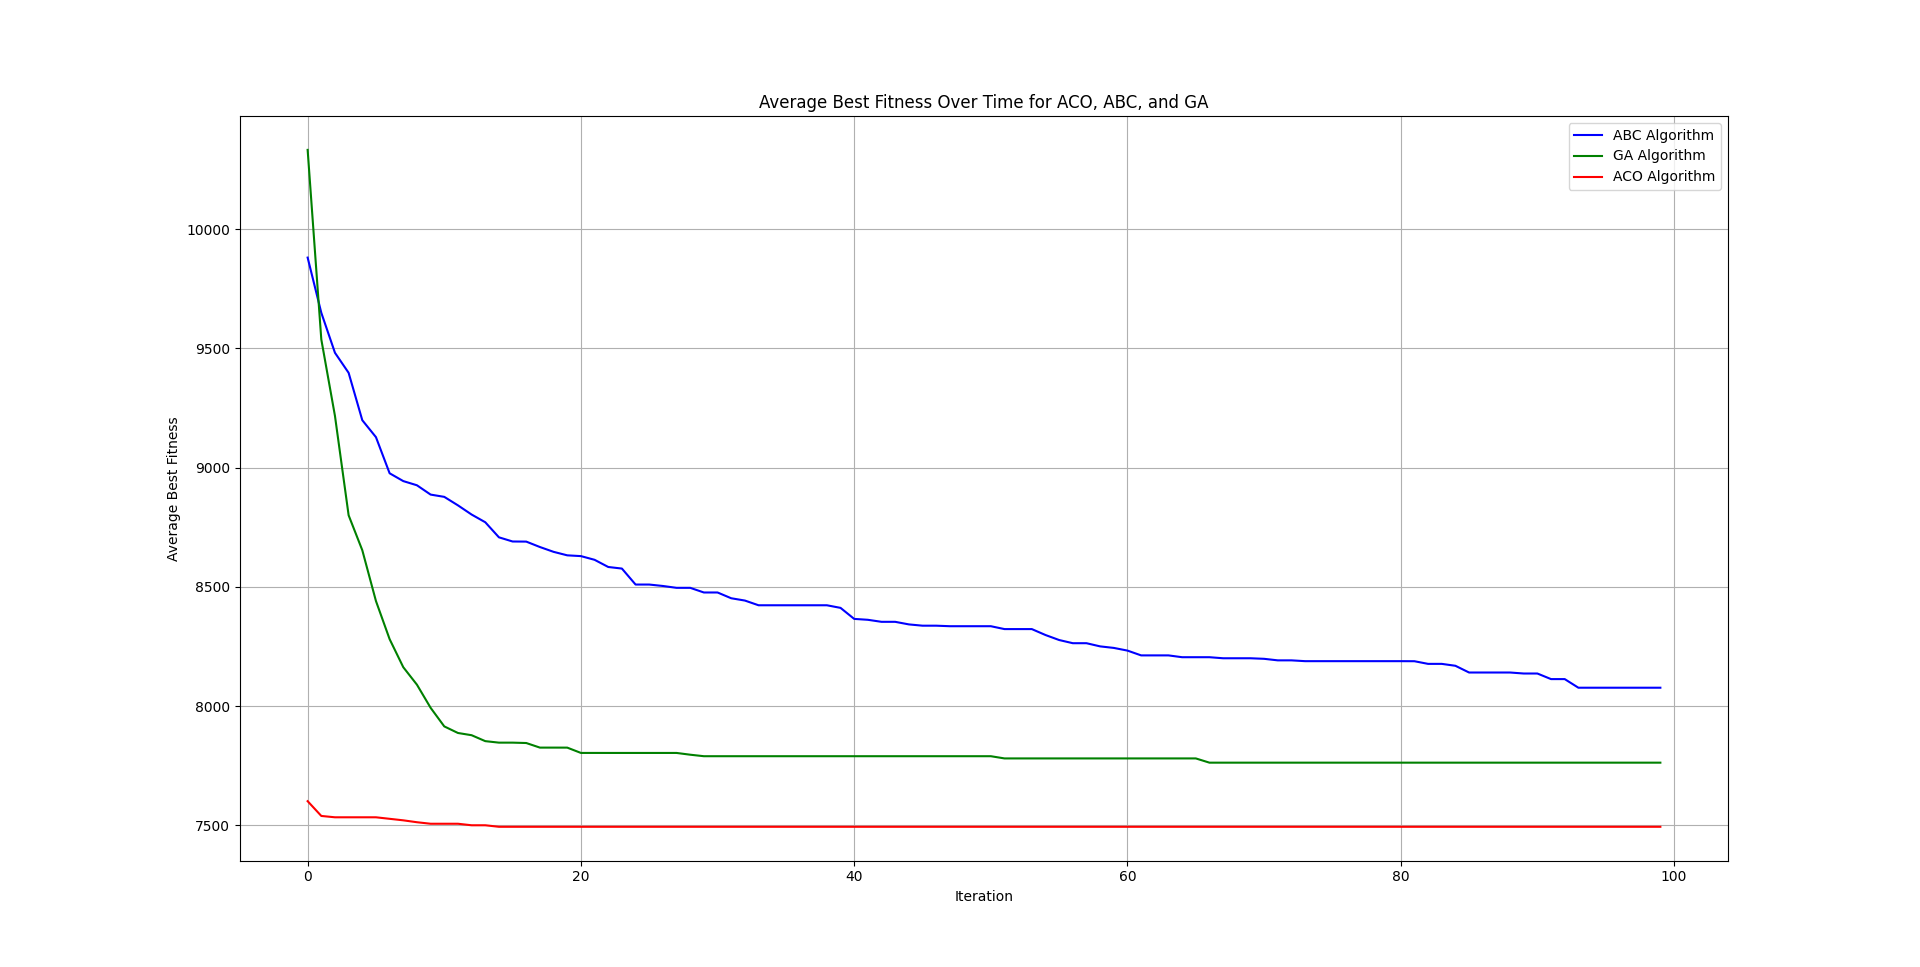 Average Best Fitness Over Time for ACO, ABC, and GA
ABC Algorithm
GA Algorithm
ACO Algorithm
Average Best Fitness
10000
9500
9000
8500
8000
7500
0 20 40 60 80 100
Iteration